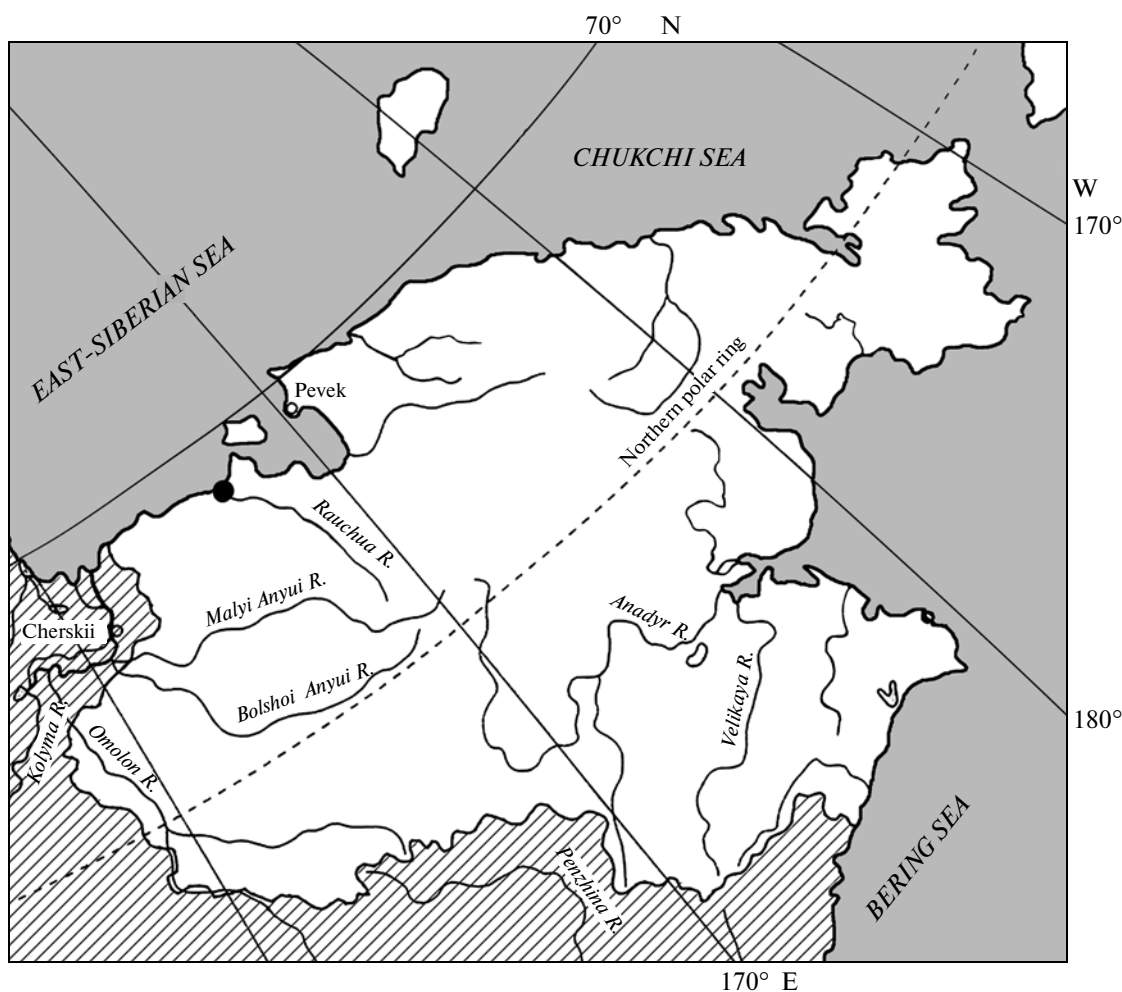 70° N
CHUKCHI SEA
W
170°
EAST-SIBERIAN SEA
Pevek
Northern polar ring
Rauchua R.
Malyi Anyui R.
Anadyr R.
Cherskii
Bolshoi Anyui R.
Velikaya R.
Kolyma R.
Omolon R.
180°
Penzhina R.
BERING SEA
170° E